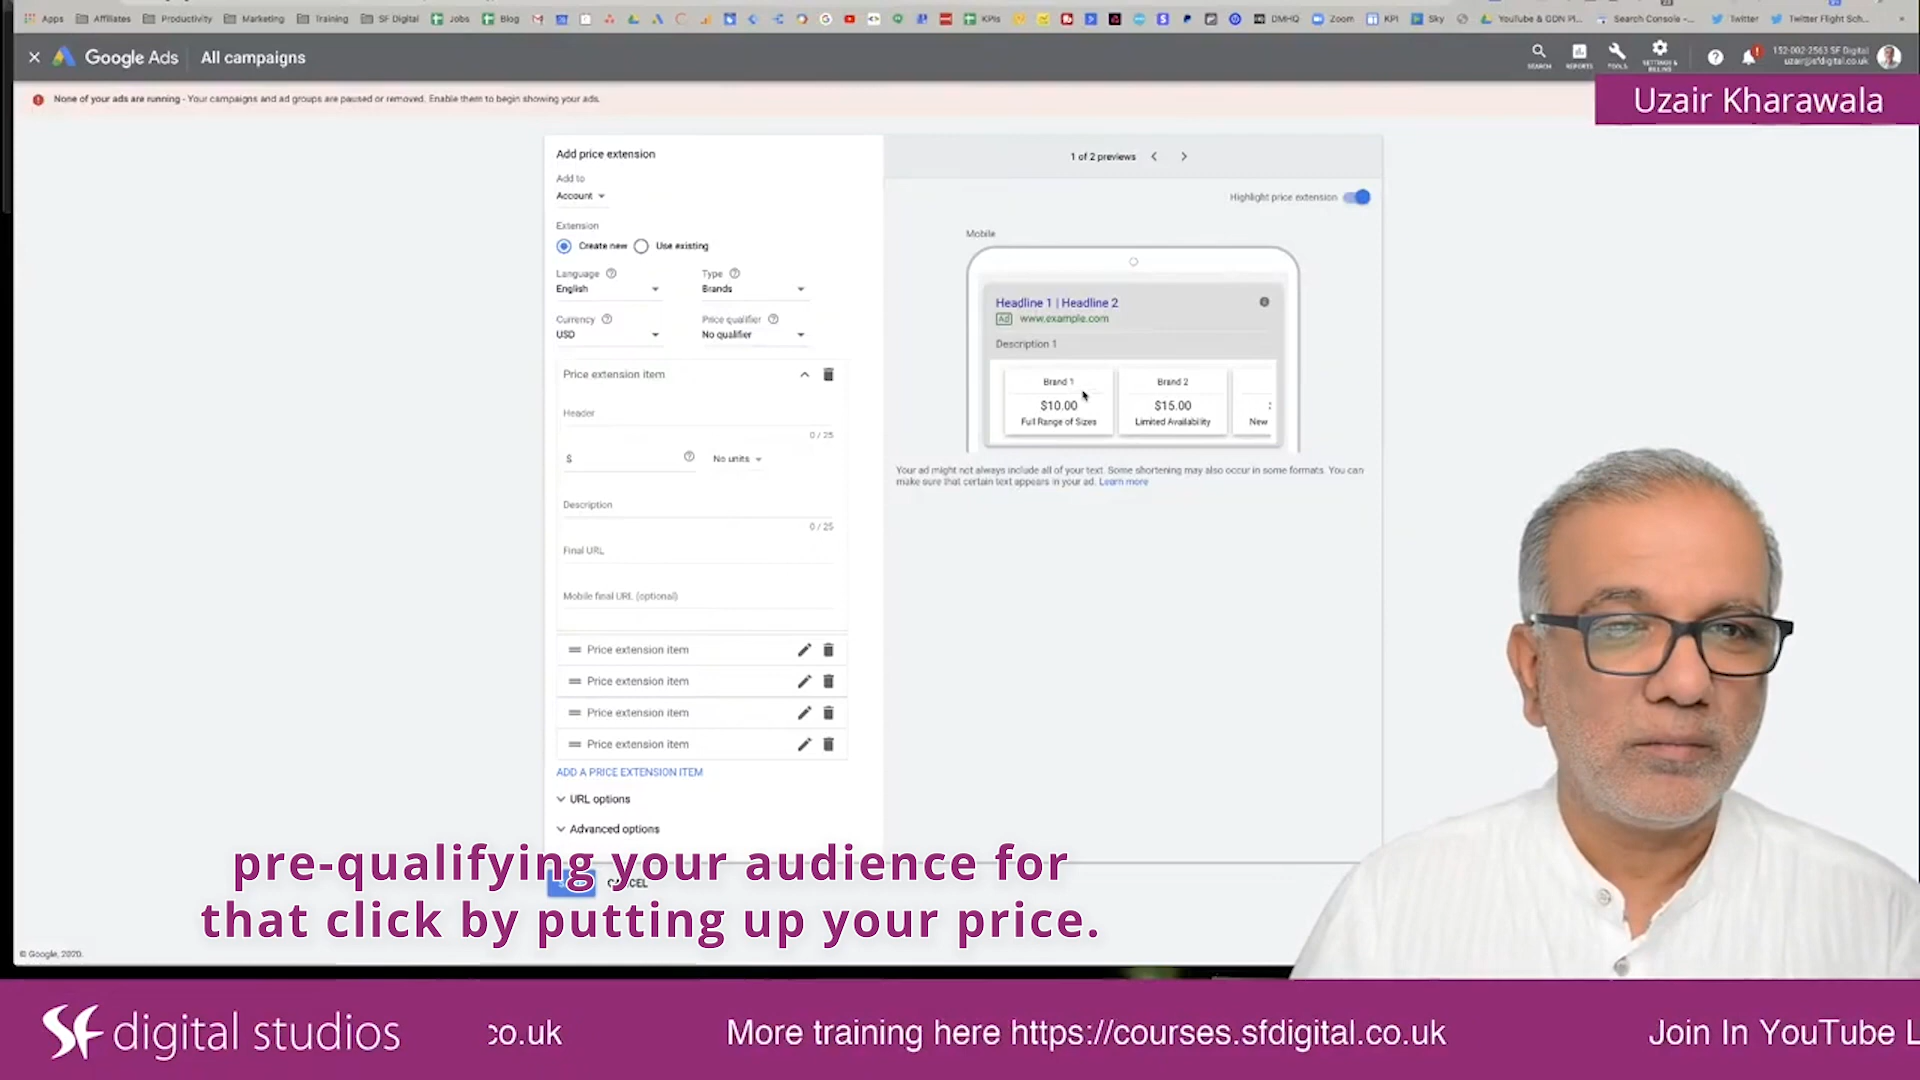 Apps Affiliates Productivity Marketing Training SF Digital Jobs Blog KPIs DMHQ Zoom KPI Sky YouTube & GDN Pl... Search Console -... Twitter Twitter Flight Sch...
Google Ads All campaigns
SEARCH REPORTS TOOLS SETTINGS & BILLING
152-002-2563 SF Digital
uzair@sfdigital.co.uk
None of your ads are running - Your campaigns and ad groups are paused or removed. Enable them to begin showing your ads.
Uzair Kharawala
Add price extension
Add to
Account
Extension
Create new Use existing
Language Type
English Brands
Currency Price qualifier
USD No qualifier
Price extension item
Header
0 / 25
$ No units
Description
0 / 25
Final URL
Mobile final URL (optional)
Price extension item
Price extension item
Price extension item
Price extension item
ADD A PRICE EXTENSION ITEM
URL options
Advanced options
1 of 2 previews
Highlight price extension
Mobile
Headline 1 | Headline 2
Ad www.example.com
Description 1
Brand 1 Brand 2
$10.00 $15.00
Full Range of Sizes Limited Availability New
Your ad might not always include all of your text. Some shortening may also occur in some formats. You can
make sure that certain text appears in your ad. Learn more
pre-qualifying your audience for
that click by putting up your price.
© Google, 2020.
SF digital studios co.uk More training here https://courses.sfdigital.co.uk Join In YouTube L